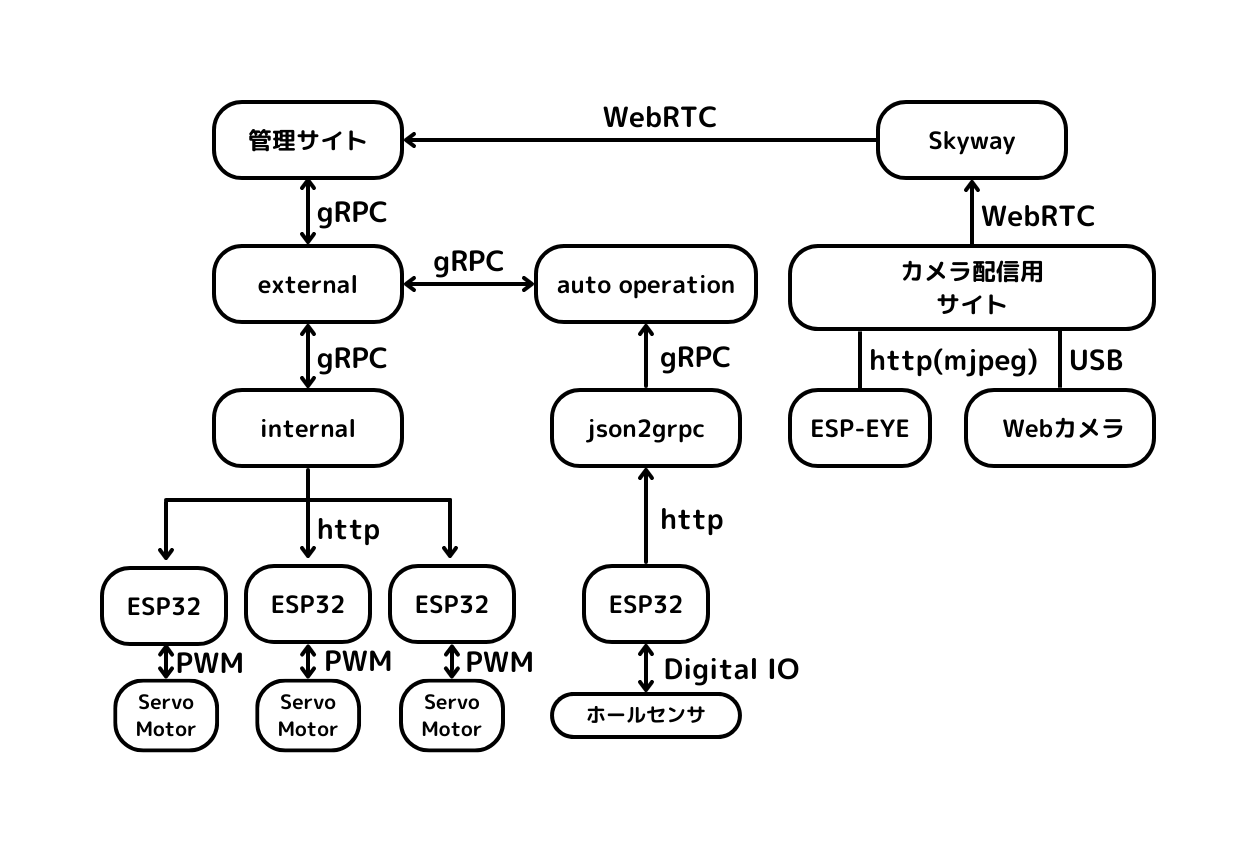 WebRTC
管理サイト
Skyway
gRPC
WebRTC
external
gRPC
auto operation
カメラ配信用
サイト
gRPC
gRPC
http(mjpeg)
USB
internal
json2grpc
ESP-EYE
Webカメラ
http
http
ESP32
ESP32
ESP32
ESP32
PWM
PWM
PWM
Digital IO
Servo
Motor
Servo
Motor
Servo
Motor
ホールセンサ